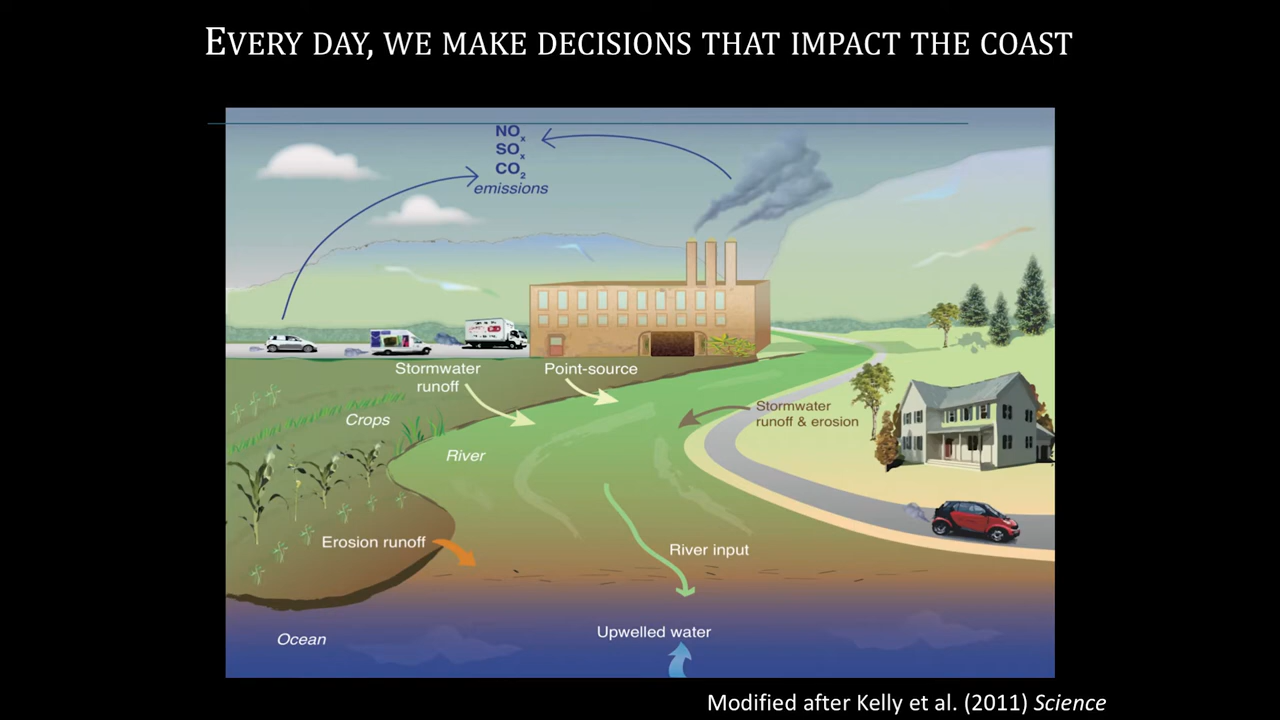 EVERY DAY, WE MAKE DECISIONS THAT IMPACT THE COAST
NOx
SOx
CO2
emissions
Stormwater
runoff
Point-source
Crops
Stormwater
runoff & erosion
River
Erosion runoff
River input
Ocean
Upwelled water
Modified after Kelly et al. (2011) Science